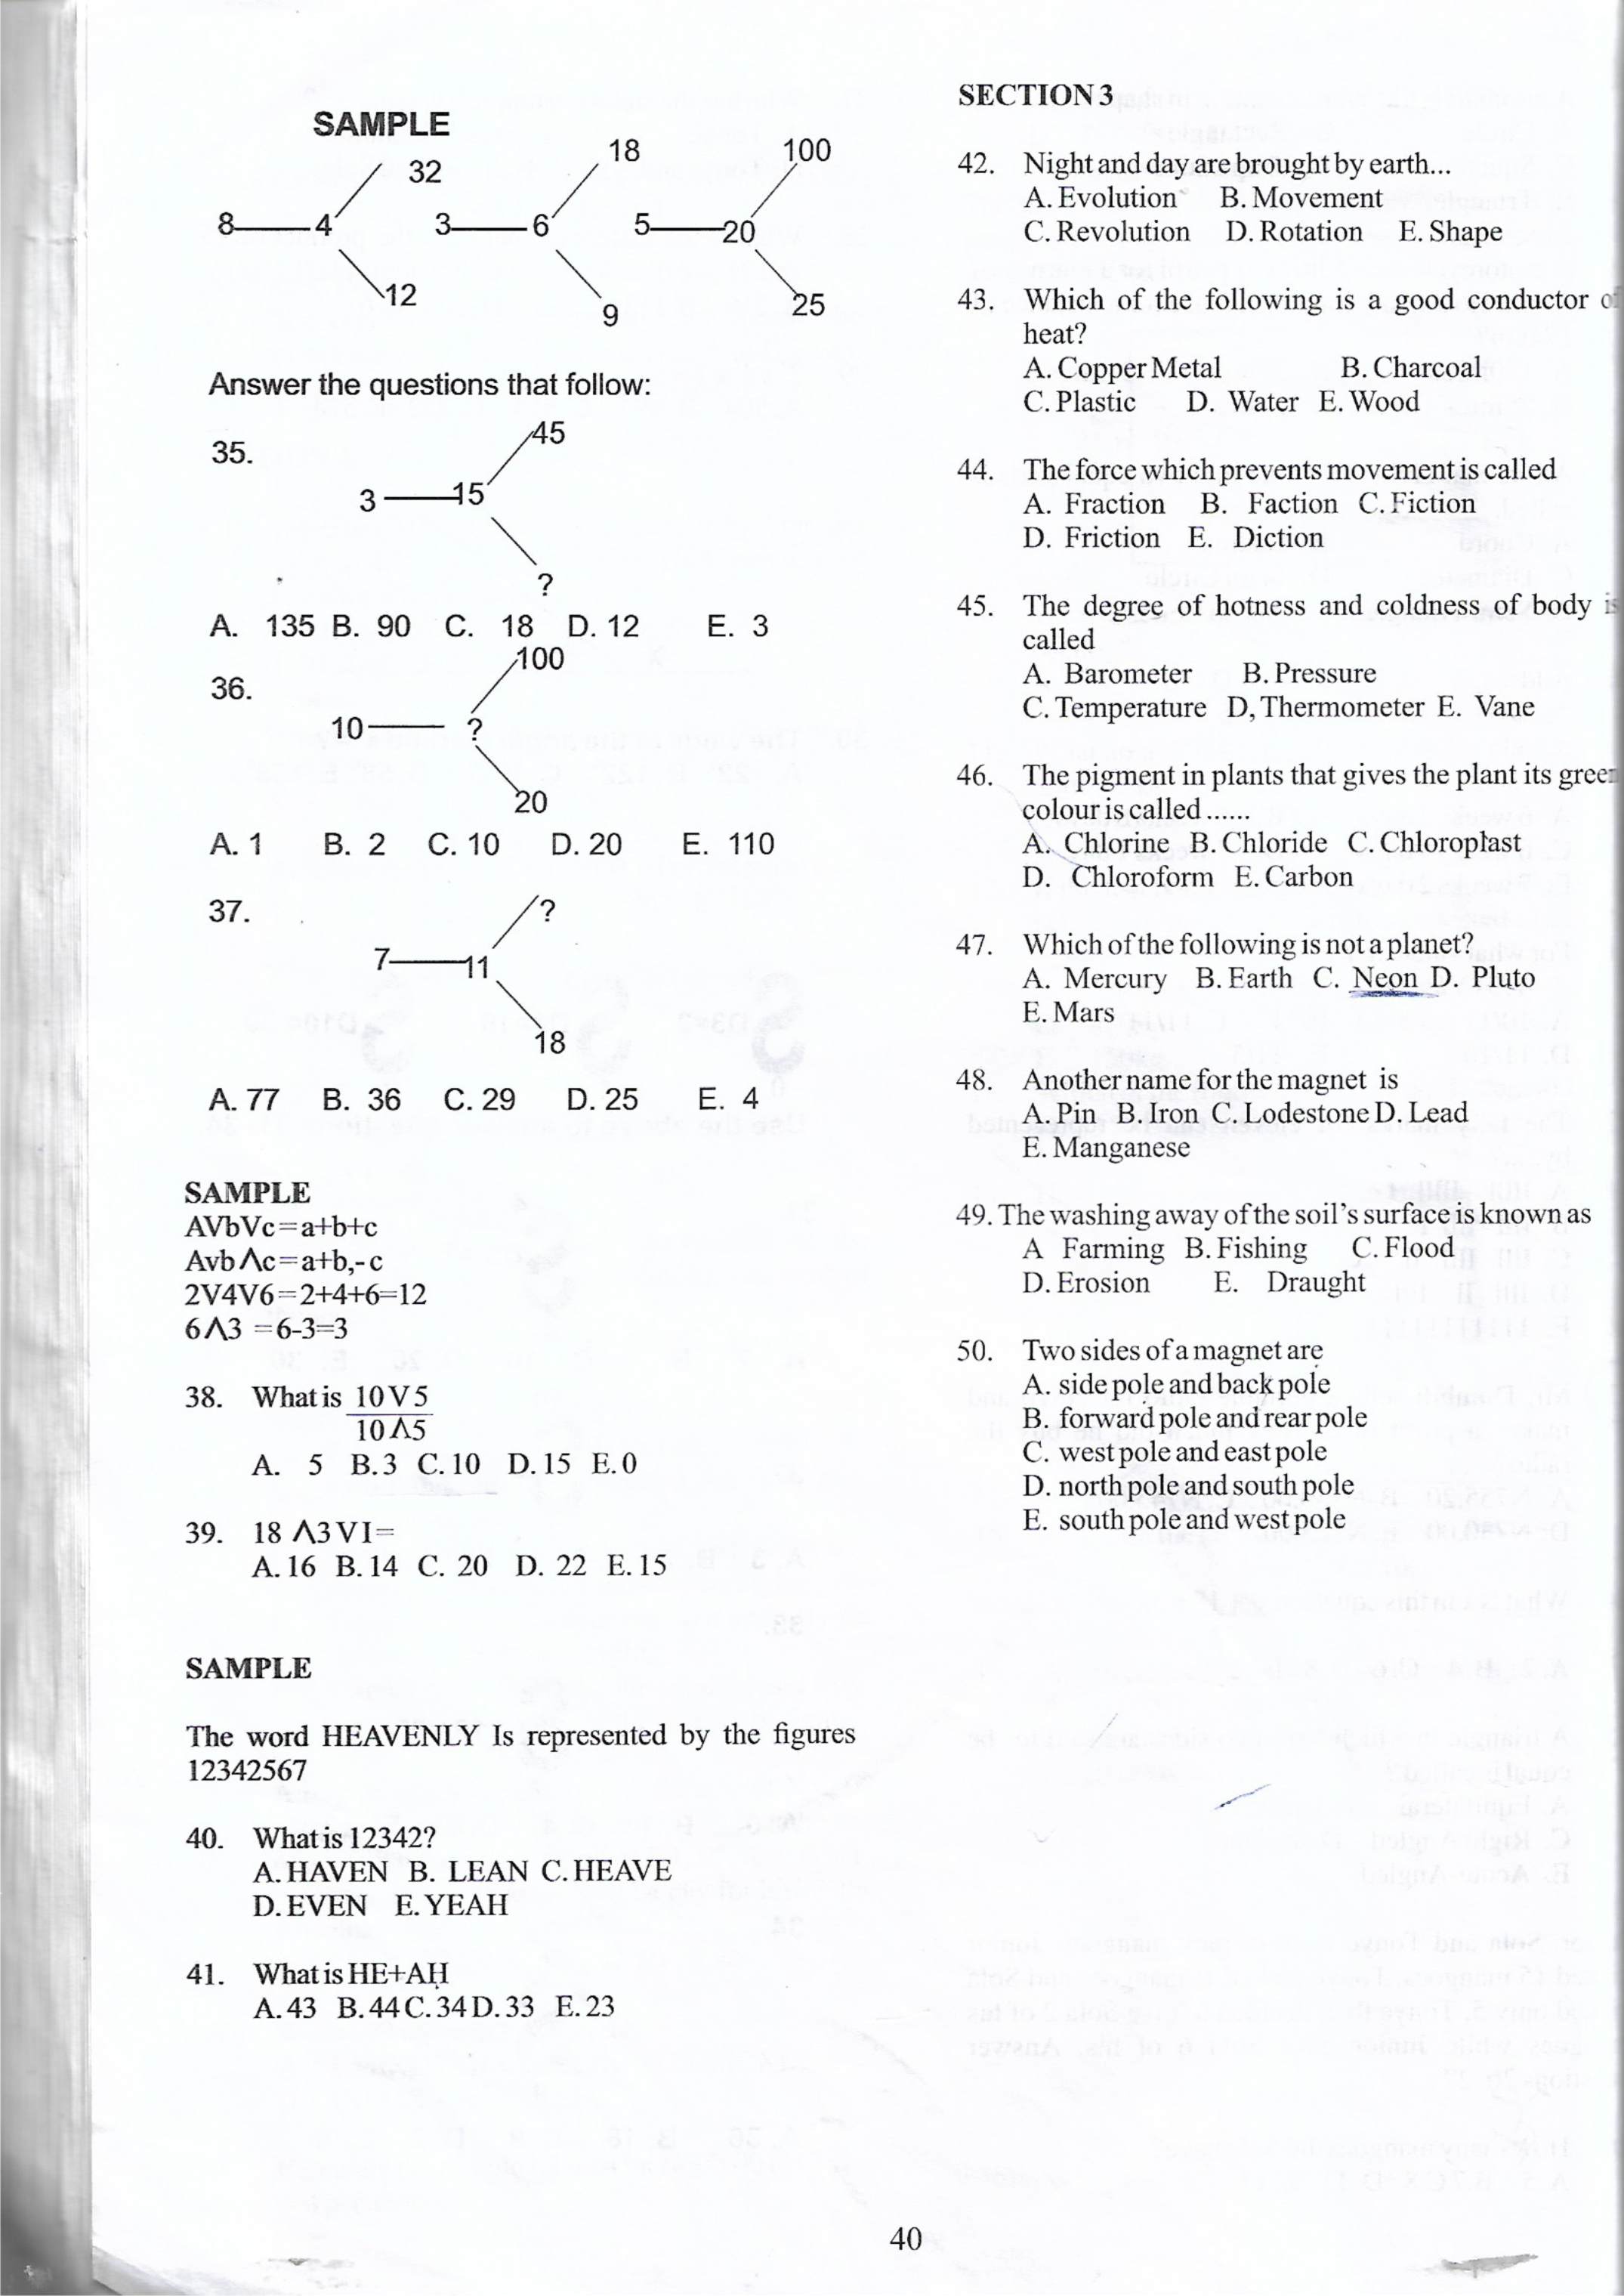 SAMPLE
32 18 100
8 4 3 6 5 20
12 9 25
Answer the questions that follow:
35.
45
3 15
?
A. 135 B. 90 C. 18 D. 12 E. 3
36.
100
10 ?
20
A. 1 B. 2 C. 10 D. 20 E. 110
37.
?
7 11
18
A. 77 B. 36 C. 29 D. 25 E. 4
SAMPLE
AVbVc=a+b+c
Avb Λc=a+b,-c
2V4V6=2+4+6=12
6Λ3 =6-3=3
38. What is 10 V 5
10 Λ5
A. 5 B. 3 C. 10 D. 15 E. 0
39. 18 Λ3 VI=
A. 16 B. 14 C. 20 D. 22 E. 15
SAMPLE
The word HEAVENLY Is represented by the figures
12342567
40. What is 12342?
A. HAVEN B. LEAN C. HEAVE
D. EVEN E. YEAH
41. What is HE+AH
A. 43 B. 44 C. 34 D. 33 E. 23
SECTION 3
42. Night and day are brought by earth...
A. Evolution B. Movement
C. Revolution D. Rotation E. Shape
43. Which of the following is a good conductor
heat?
A. Copper Metal B. Charcoal
C. Plastic D. Water E. Wood
44. The force which prevents movement is called
A. Fraction B. Faction C. Fiction
D. Friction E. Diction
45. The degree of hotness and coldness of body is
called
A. Barometer B. Pressure
C. Temperature D, Thermometer E. Vane
46. The pigment in plants that gives the plant its
colour is called ......
A. Chlorine B. Chloride C. Chloroplast
D. Chloroform E. Carbon
47. Which of the following is not a planet?
A. Mercury B. Earth C. Neon D. Pluto
E. Mars
48. Another name for the magnet is
A. Pin B. Iron C. Lodestone D. Lead
E. Manganese
49. The washing away of the soil's surface is known as
A Farming B. Fishing C. Flood
D. Erosion E. Draught
50. Two sides of a magnet are
A. side pole and back pole
B. forward pole and rear pole
C. west pole and east pole
D. north pole and south pole
E. south pole and west pole
40